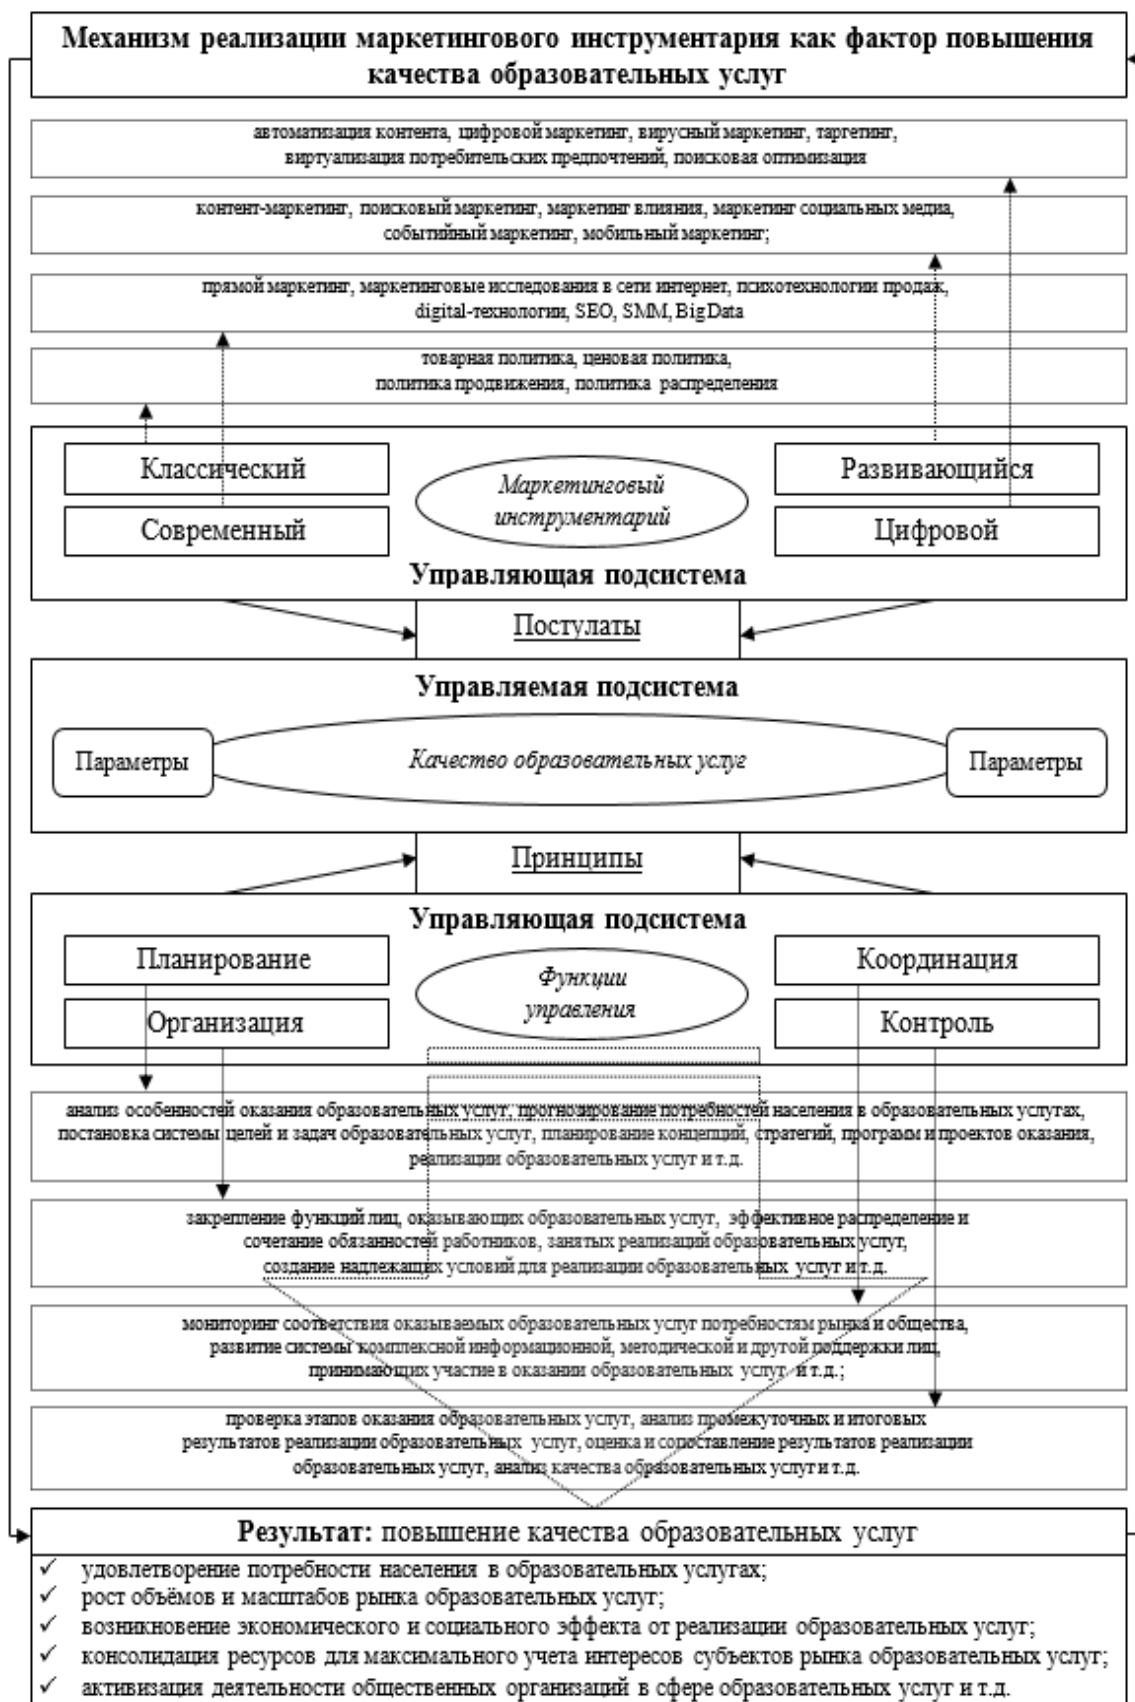 Механизм реализации маркетингового инструментария как фактор повышения
качества образовательных услуг
автоматизация контента, цифровой маркетинг, вирусный маркетинг, таргетинг,
виртуализация потребительских предпочтений, поисковая оптимизация
контент-маркетинг, поисковый маркетинг, маркетинг влияния, маркетинг социальных медиа,
событийный маркетинг, мобильный маркетинг;
прямой маркетинг, маркетинговые исследования в сети интернет, психотехнологии продаж,
digital-технологии, SEO, SMM, BigData
товарная политика, ценовая политика,
политика продвижения, политика распределения
Классический
Современный
Маркетинговый
инструментарий
Развивающийся
Цифровой
Управляющая подсистема
Постулаты
Управляемая подсистема
Параметры
Качество образовательных услуг
Параметры
Принципы
Управляющая подсистема
Планирование
Организация
Функции
управления
Координация
Контроль
анализ особенностей оказания образовательных услуг, прогнозирование потребностей населения в образовательных услугах,
постановка системы целей и задач образовательных услуг, планирование концепций, стратегий, программ и проектов оказания,
реализации образовательных услуг и т.д.
закрепление функций лиц, оказывающих образовательных услуг, эффективное распределение и
сочетание обязанностей работников, занятых реализаций образовательных услуг,
создание надлежащих условий для реализации образовательных услуг и т.д.
мониторинг соответствия оказываемых образовательных услуг потребностям рынка и общества,
развитие системы комплексной информационной, методической и другой поддержки лиц,
принимающих участие в оказании образовательных услуг и т.д.;
проверка этапов оказания образовательных услуг, анализ промежуточных и итоговых
результатов реализации образовательных услуг, оценка и сопоставление результатов реализации
образовательных услуг, анализ качества образовательных услуг и т.д.
Результат: повышение качества образовательных услуг
✓ удовлетворение потребности населения в образовательных услугах;
✓ рост объёмов и масштабов рынка образовательных услуг;
✓ возникновение экономического и социального эффекта от реализации образовательных услуг;
✓ консолидация ресурсов для максимального учета интересов субъектов рынка образовательных услуг;
✓ активизация деятельности общественных организаций в сфере образовательных услуг и т.д.